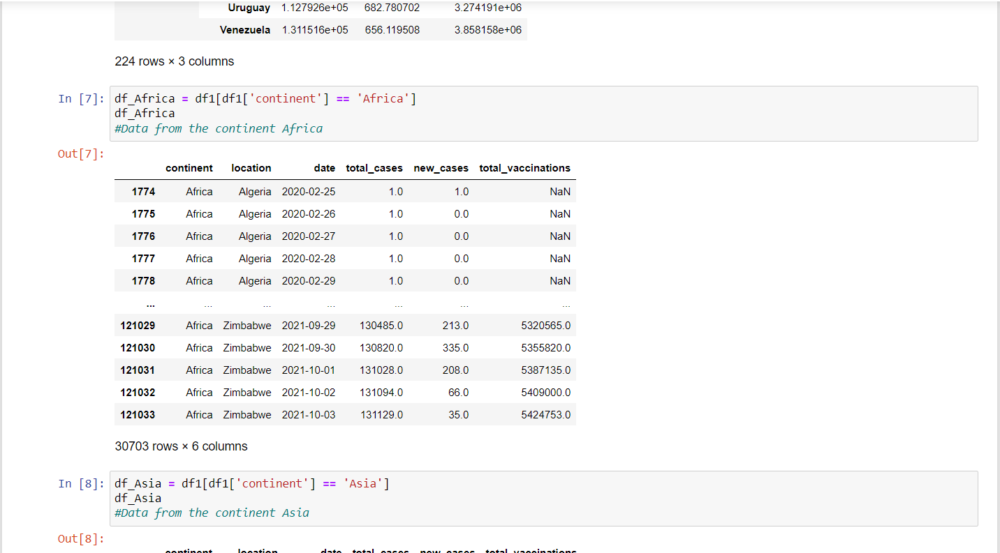 Uruguay 1.127926e+05 682.780702 3.274191e+06
Venezuela 1.311516e+05 656.119508 3.858158e+06
224 rows × 3 columns
In [7]: df_Africa = df1[df1['continent'] == 'Africa']
df_Africa
#Data from the continent Africa
Out[7]:
continent location date total_cases new_cases total_vaccinations
1774 Africa Algeria 2020-02-25 1.0 1.0 NaN
1775 Africa Algeria 2020-02-26 1.0 0.0 NaN
1776 Africa Algeria 2020-02-27 1.0 0.0 NaN
1777 Africa Algeria 2020-02-28 1.0 0.0 NaN
1778 Africa Algeria 2020-02-29 1.0 0.0 NaN
... ... ... ... ... ... ...
121029 Africa Zimbabwe 2021-09-29 130485.0 213.0 5320565.0
121030 Africa Zimbabwe 2021-09-30 130820.0 335.0 5355820.0
121031 Africa Zimbabwe 2021-10-01 131028.0 208.0 5387135.0
121032 Africa Zimbabwe 2021-10-02 131094.0 66.0 5409000.0
121033 Africa Zimbabwe 2021-10-03 131129.0 35.0 5424753.0
30703 rows × 6 columns
In [8]: df_Asia = df1[df1['continent'] == 'Asia']
df_Asia
#Data from the continent Asia
Out[8]:
continent location date total_cases new_cases total_vaccinations